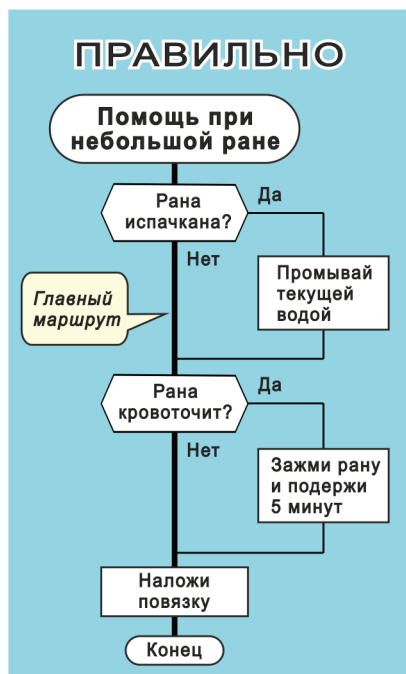 ПРАВИЛЬНО
Помощь при
небольшой ране
Рана
испачкана?
Да
Нет
Промывай
текущей
водой
Главный
маршрут
Рана
кровоточит?
Да
Нет
Зажми рану
и подержи
5 минут
Наложи
повязку
Конец